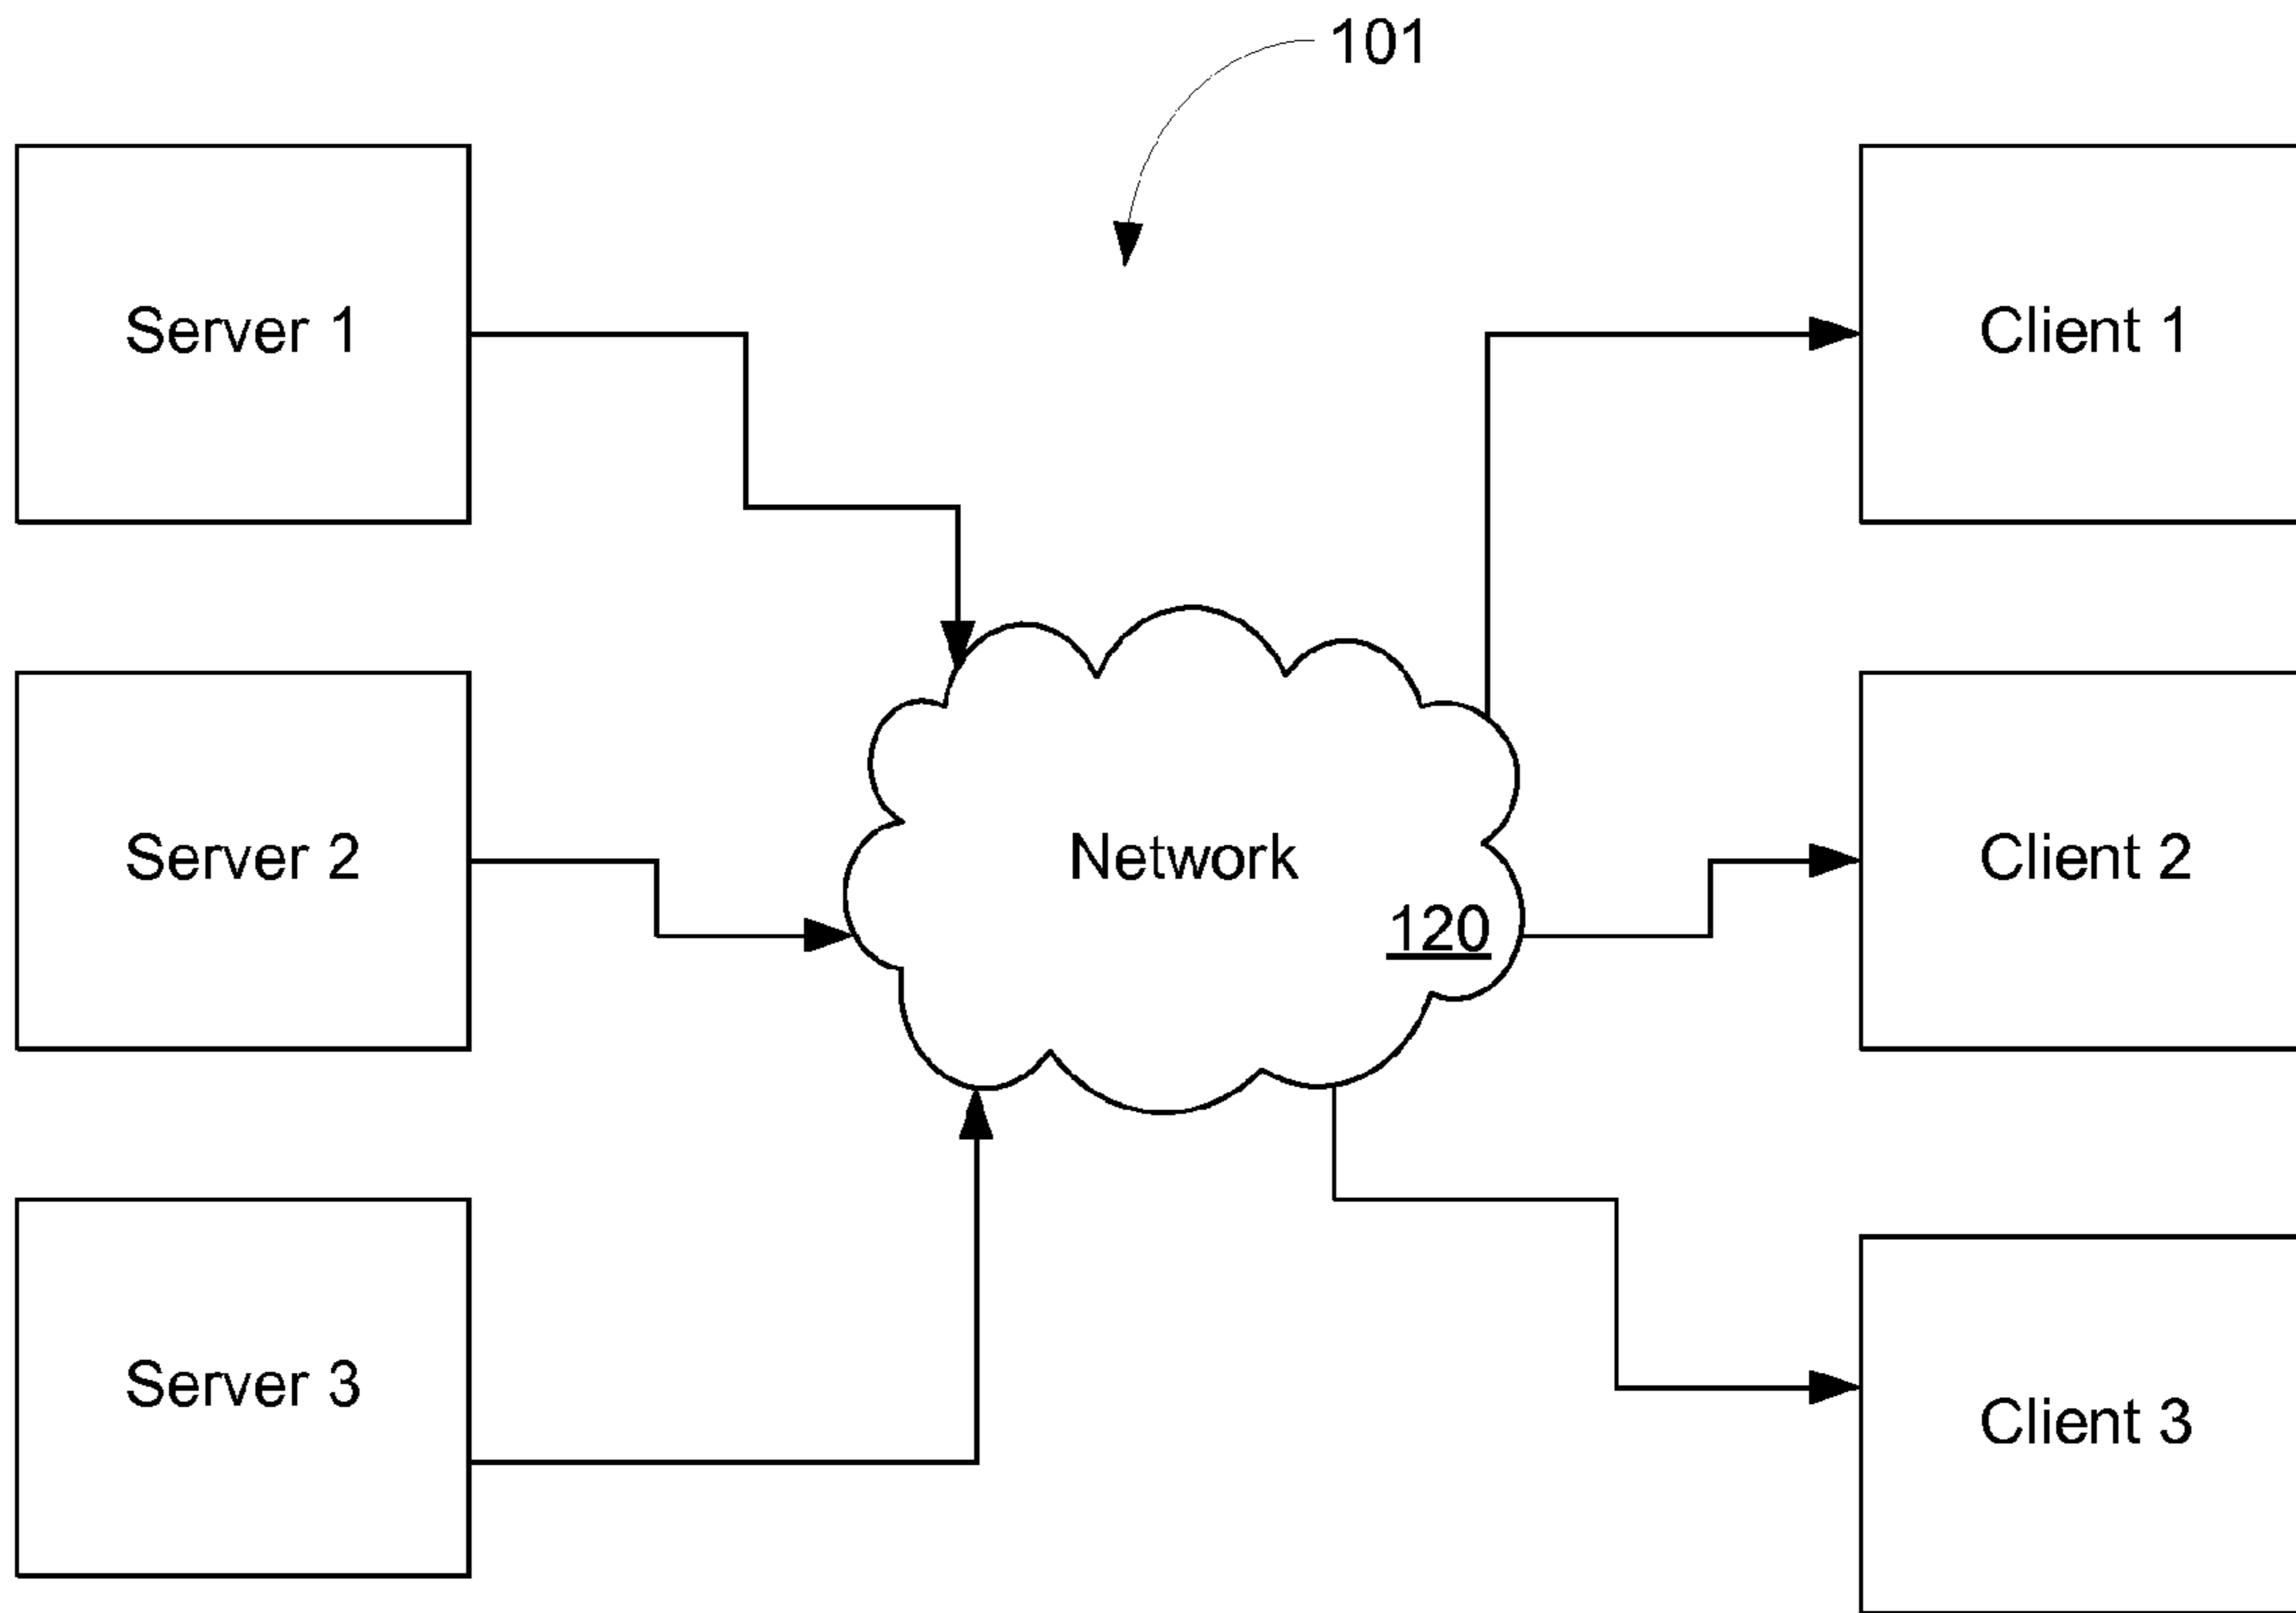 101
Server 1
Client 1
Server 2
Network
Client 2
120
Server 3
Client 3